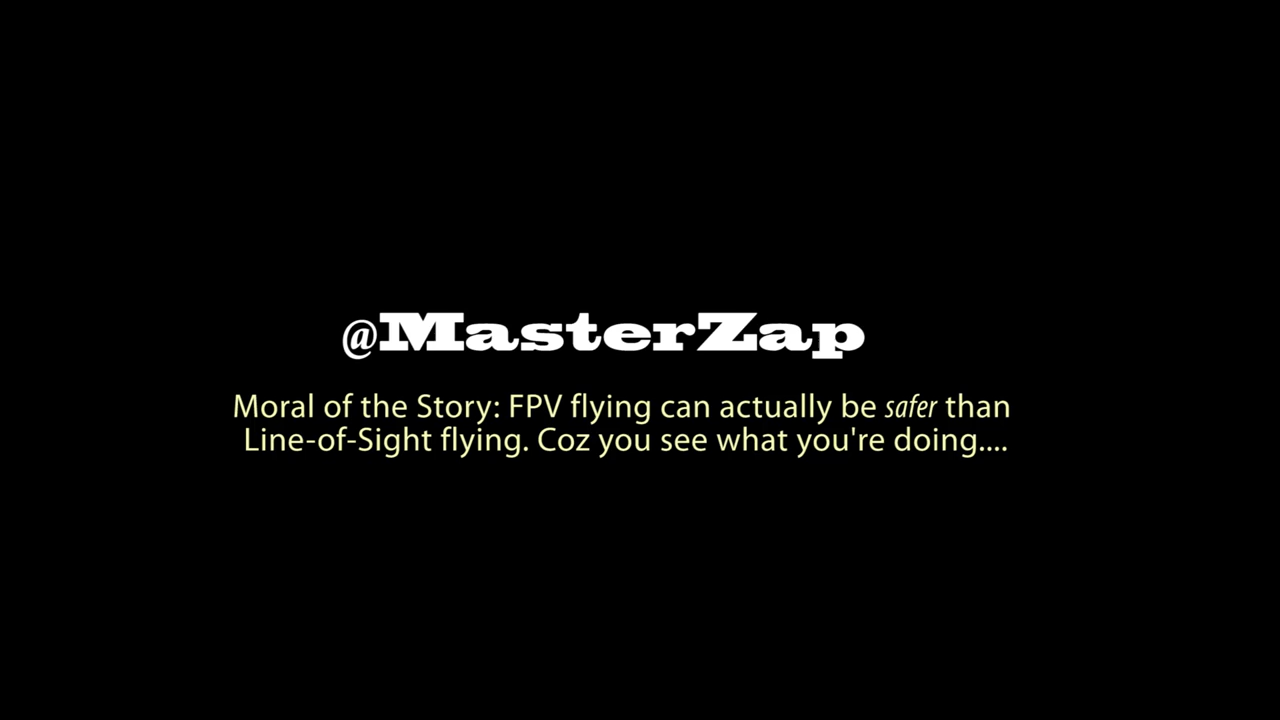 @MasterZap
Moral of the Story: FPV flying can actually be safer than
Line-of-Sight flying. Coz you see what you're doing....